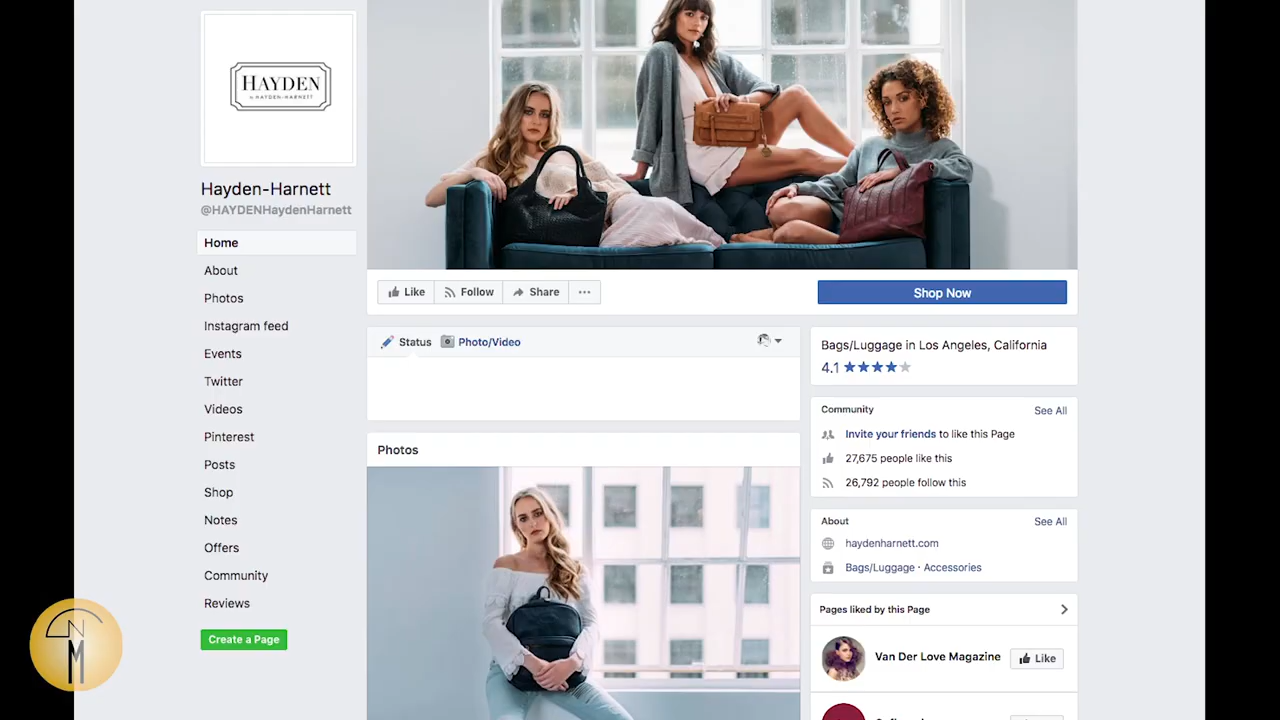 HAYDEN
BY HAYDEN-HARNETT
Hayden-Harnett
@HAYDENHaydenHarnett
Home
About
Photos
Instagram feed
Events
Twitter
Videos
Pinterest
Posts
Shop
Notes
Offers
Community
Reviews
Create a Page
NM
Like
Follow
Share
Shop Now
Status
Photo/Video
Photos
Bags/Luggage in Los Angeles, California
4.1
Community
See All
Invite your friends to like this Page
27,675 people like this
26,792 people follow this
About
See All
haydenharnett.com
Bags/Luggage · Accessories
Pages liked by this Page
Van Der Love Magazine
Like